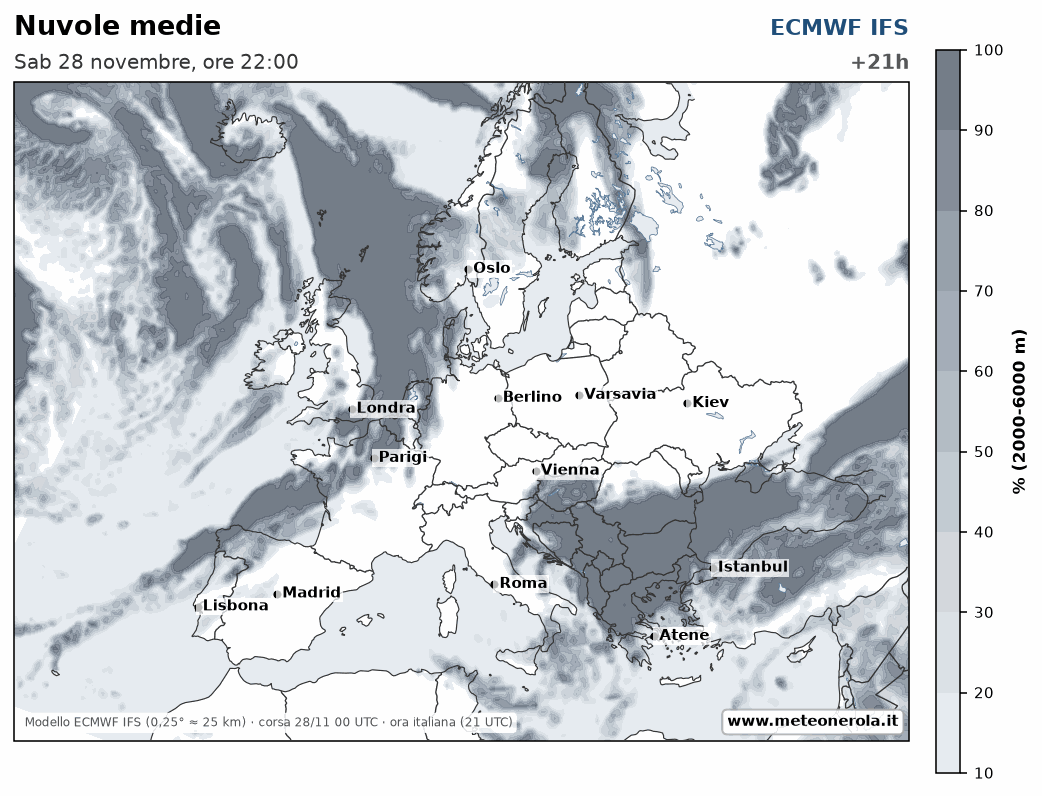 Nuvole medie
ECMWF IFS
Sab 28 novembre, ore 22:00
+21h
100
90
80
70
60
50
40
30
20
10
% (2000-6000 m)
Oslo
Londra
Berlino
Varsavia
Kiev
Parigi
Vienna
Istanbul
Roma
Madrid
Lisbona
Atene
Modello ECMWF IFS (0,25° ≈ 25 km) · corsa 28/11 00 UTC · ora italiana (21 UTC)
www.meteonerola.it